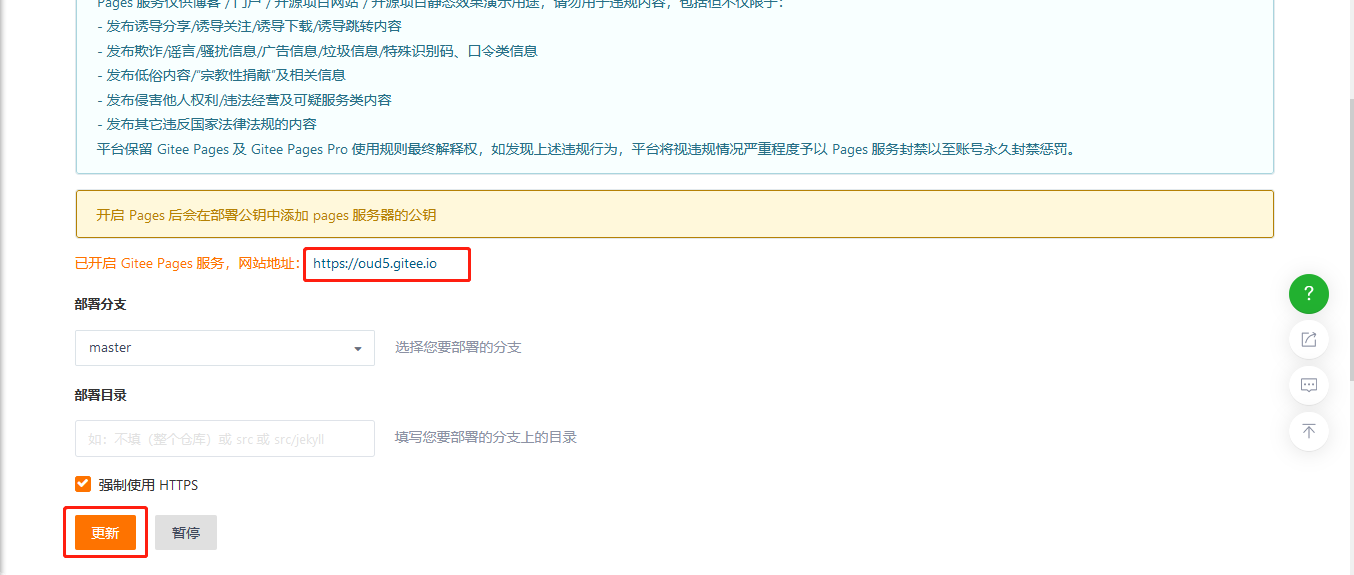 Pages 服务仅供博客 / 门户 / 开源项目网站 / 开源项目静态效果演示用途，请勿用于违规内容，包括但不仅限于：
- 发布诱导分享/诱导关注/诱导下载/诱导跳转内容
- 发布欺诈/谣言/骚扰信息/广告信息/垃圾信息/特殊识别码、口令类信息
- 发布低俗内容/“宗教性捐献”及相关信息
- 发布侵害他人权利/违法经营及可疑服务类内容
- 发布其它违反国家法律法规的内容
平台保留 Gitee Pages 及 Gitee Pages Pro 使用规则最终解释权，如发现上述违规行为，平台将视违规情况严重程度予以 Pages 服务封禁以至账号永久封禁惩罚。
开启 Pages 后会在部署公钥中添加 pages 服务器的公钥
已开启 Gitee Pages 服务，网站地址： https://oud5.gitee.io
部署分支
master 选择您要部署的分支
部署目录
如：不填（整个仓库）或 src 或 src/jekyll 填写您要部署的分支上的目录
强制使用 HTTPS
更新 暂停
?